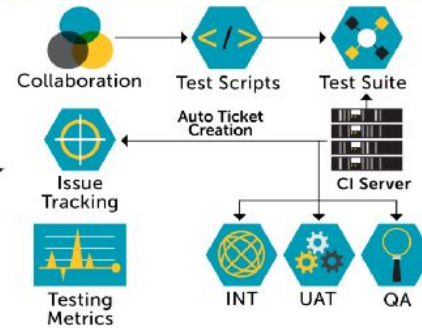 Collaboration
Test Scripts
Test Suite
</>
Auto Ticket
Creation
Issue
Tracking
CI Server
Testing
Metrics
INT
UAT
QA